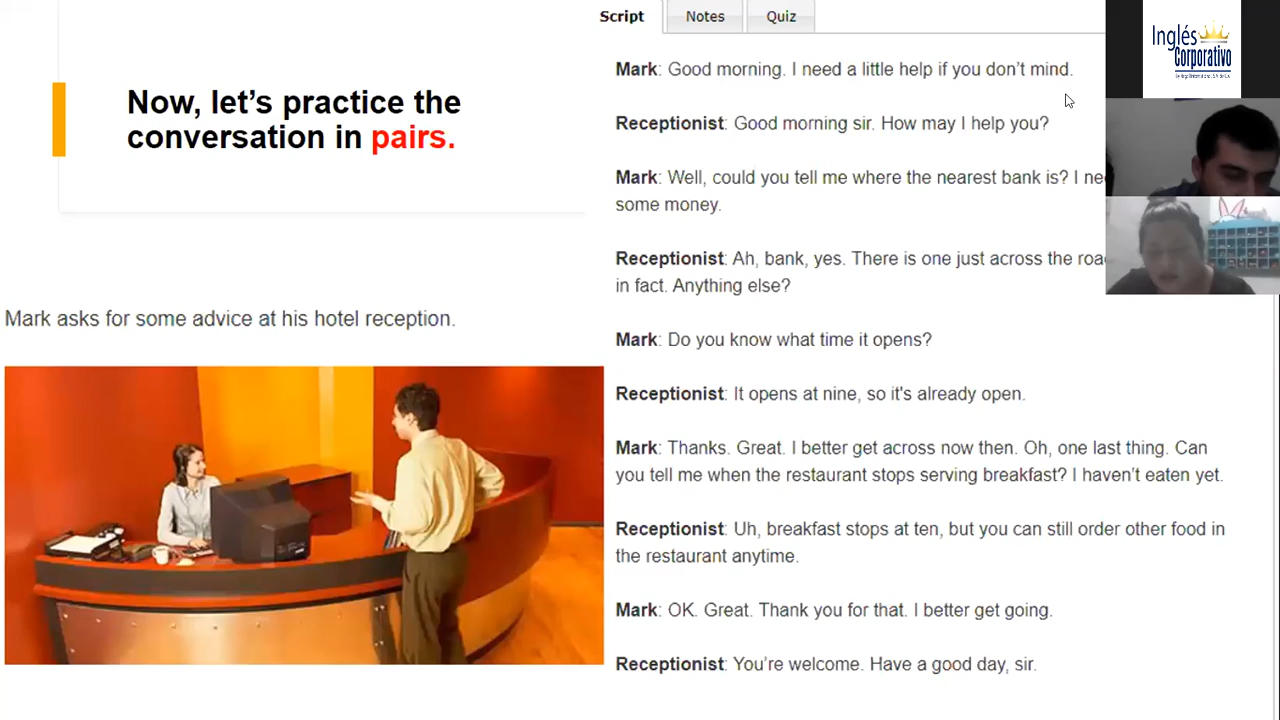 Script Notes Quiz
Now, let's practice the
conversation in pairs.
Mark asks for some advice at his hotel reception.
Mark: Good morning. I need a little help if you don't mind.
Receptionist: Good morning sir. How may I help you?
Mark: Well, could you tell me where the nearest bank is? I
some money.
Receptionist: Ah, bank, yes. There is one just across the
in fact. Anything else?
Mark: Do you know what time it opens?
Receptionist: It opens at nine, so it's already open.
Mark: Thanks. Great. I better get across now then. Oh, one last thing. Can
you tell me when the restaurant stops serving breakfast? I haven't eaten yet.
Receptionist: Uh, breakfast stops at ten, but you can still order other food in
the restaurant anytime.
Mark: OK. Great. Thank you for that. I better get going.
Receptionist: You're welcome. Have a good day, sir.
Inglés
Corporativo